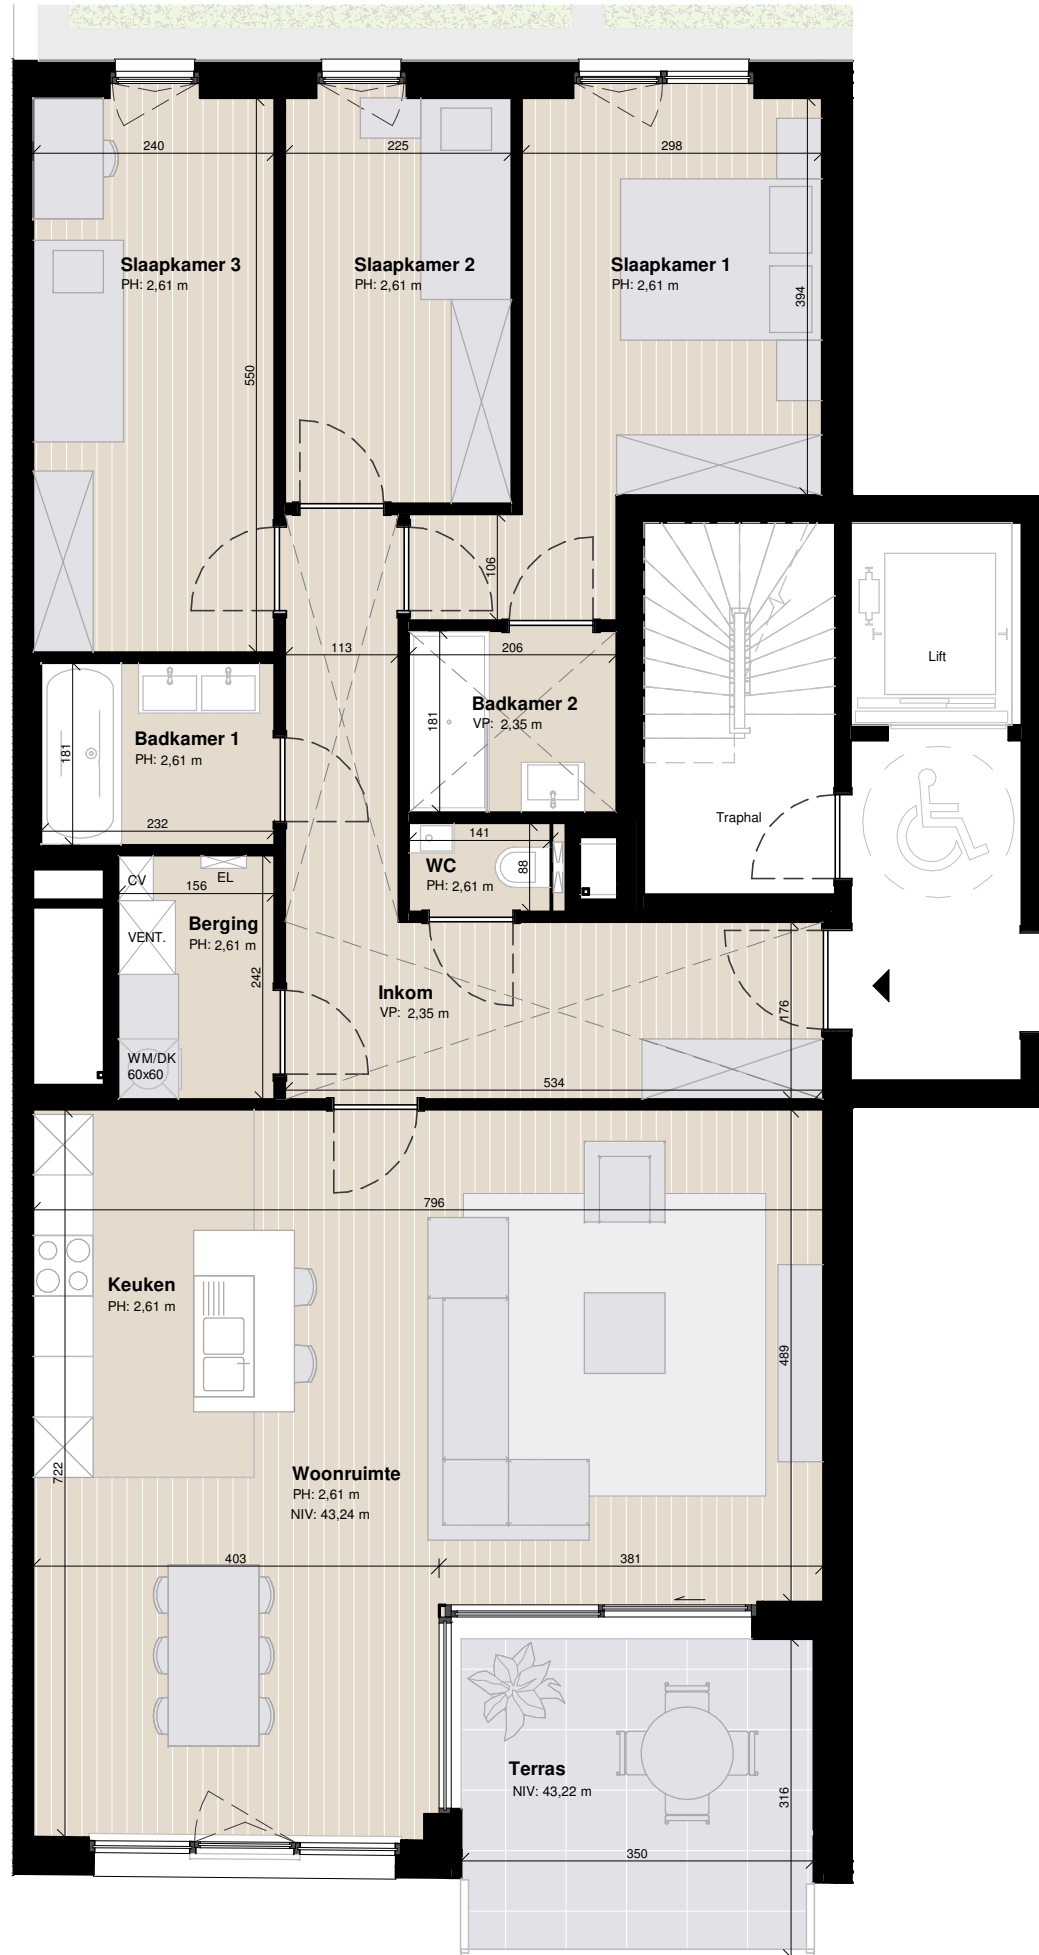 240
225
298
Slaapkamer 3
PH: 2,61 m
Slaapkamer 2
PH: 2,61 m
Slaapkamer 1
PH: 2,61 m
394
550
106
113
206
Lift
Badkamer 2
VP: 2,35 m
181
Badkamer 1
PH: 2,61 m
181
232
Traphal
141
WC
PH: 2,61 m
88
CV
EL
156
Berging
PH: 2,61 m
VENT.
242
Inkom
VP: 2,35 m
176
WM/DK
60x60
534
796
Keuken
PH: 2,61 m
489
722
Woonruimte
PH: 2,61 m
NIV: 43,24 m
403
381
Terras
NIV: 43,22 m
316
350